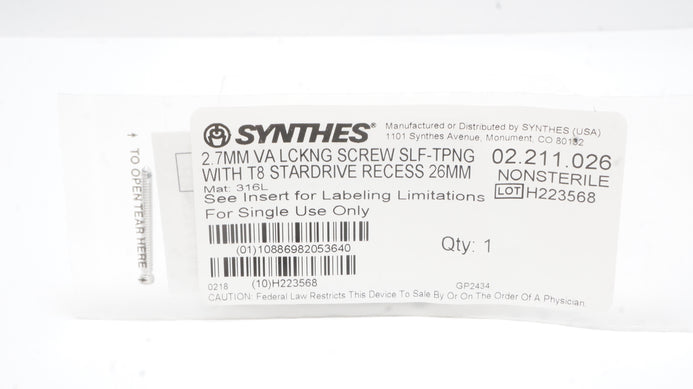 SYNTHES®
Manufactured or Distributed by SYNTHES (USA)
1101 Synthes Avenue, Monument, CO 80132
2.7MM VA LCKNG SCREW SLF-TPNG
WITH T8 STARDRIVE RECESS 26MM
02.211.026
NONSTERILE
LOT H223568
Mat: 316L
See Insert for Labeling Limitations
For Single Use Only
(01)10886982053640
Qty: 1
0218
(10)H223568
GP2434
CAUTION: Federal Law Restricts This Device To Sale By Or On The Order Of A Physician.
TO OPEN TEAR HERE